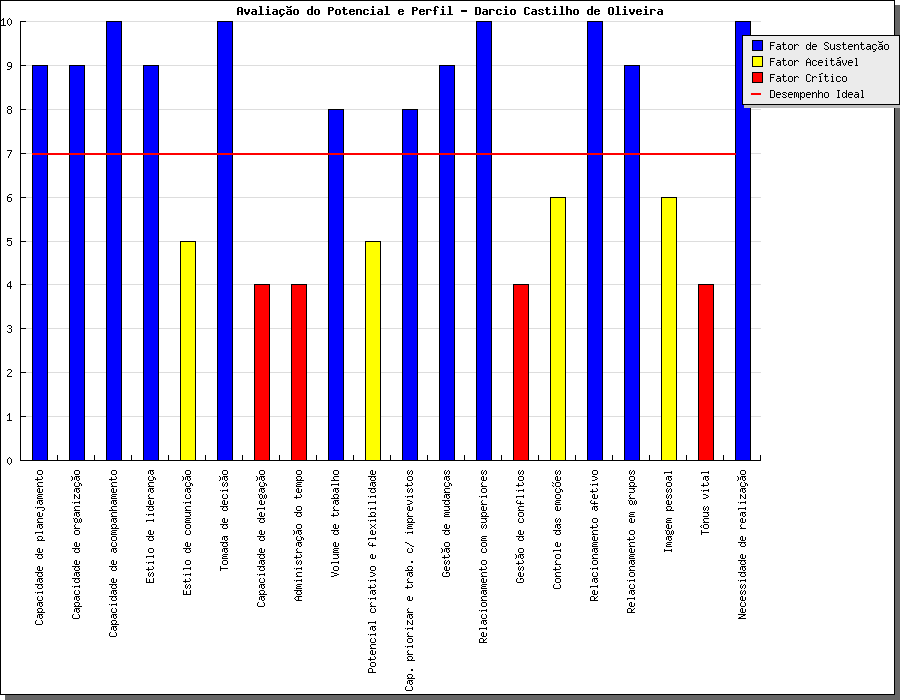 Avaliação do Potencial e Perfil - Darcio Castilho de Oliveira
10
9
8
7
6
5
4
3
2
1
0
Fator de Sustentação
Fator Aceitável
Fator Crítico
Desempenho Ideal
Capacidade de planejamento
Capacidade de organização
Capacidade de acompanhamento
Estilo de liderança
Estilo de comunicação
Tomada de decisão
Capacidade de delegação
Administração do tempo
Volume de trabalho
Potencial criativo e flexibilidade
Cap. priorizar e trab. c/ imprevistos
Gestão de mudanças
Relacionamento com superiores
Gestão de conflitos
Controle das emoções
Relacionamento afetivo
Relacionamento em grupos
Imagem pessoal
Tônus vital
Necessidade de realização